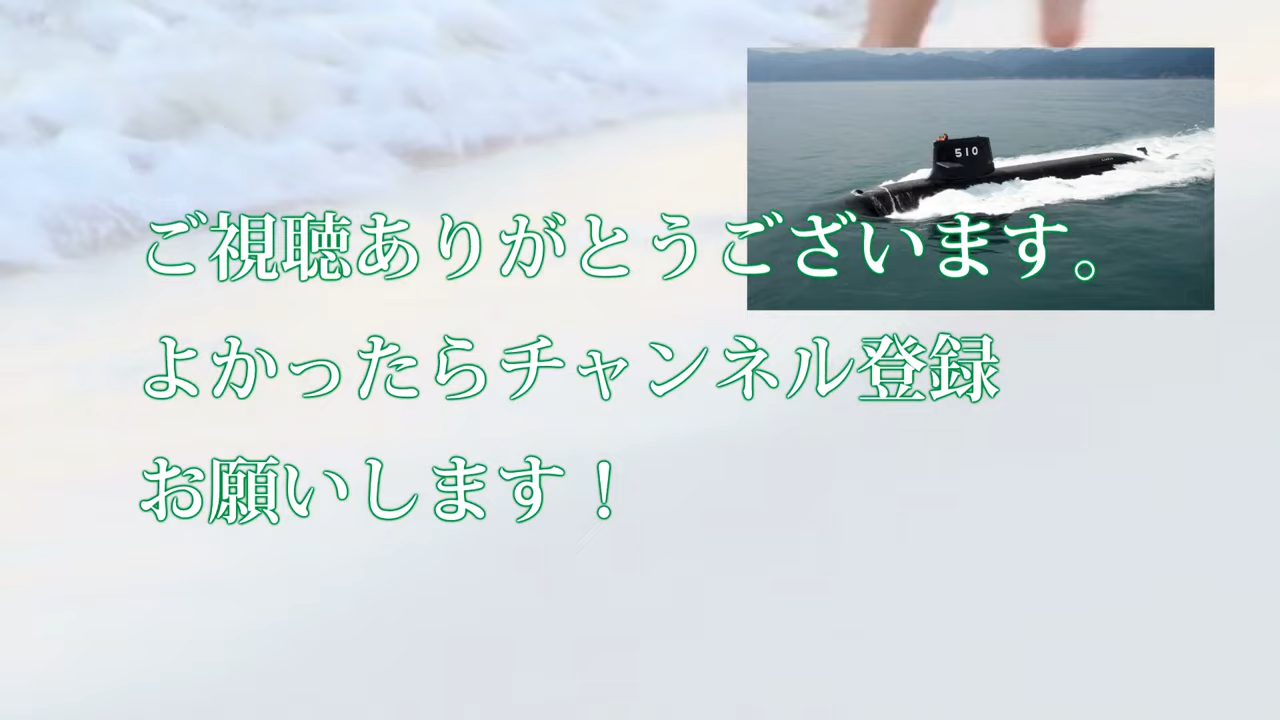 510
ご視聴ありがとうございます。
よかったらチャンネル登録
お願いします！